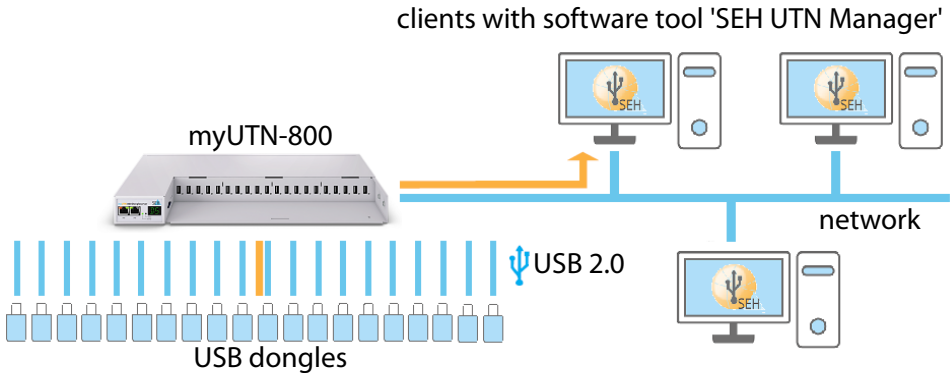 clients with software tool 'SEH UTN Manager'
SEH
SEH
myUTN-800
network
USB 2.0
SEH
USB dongles